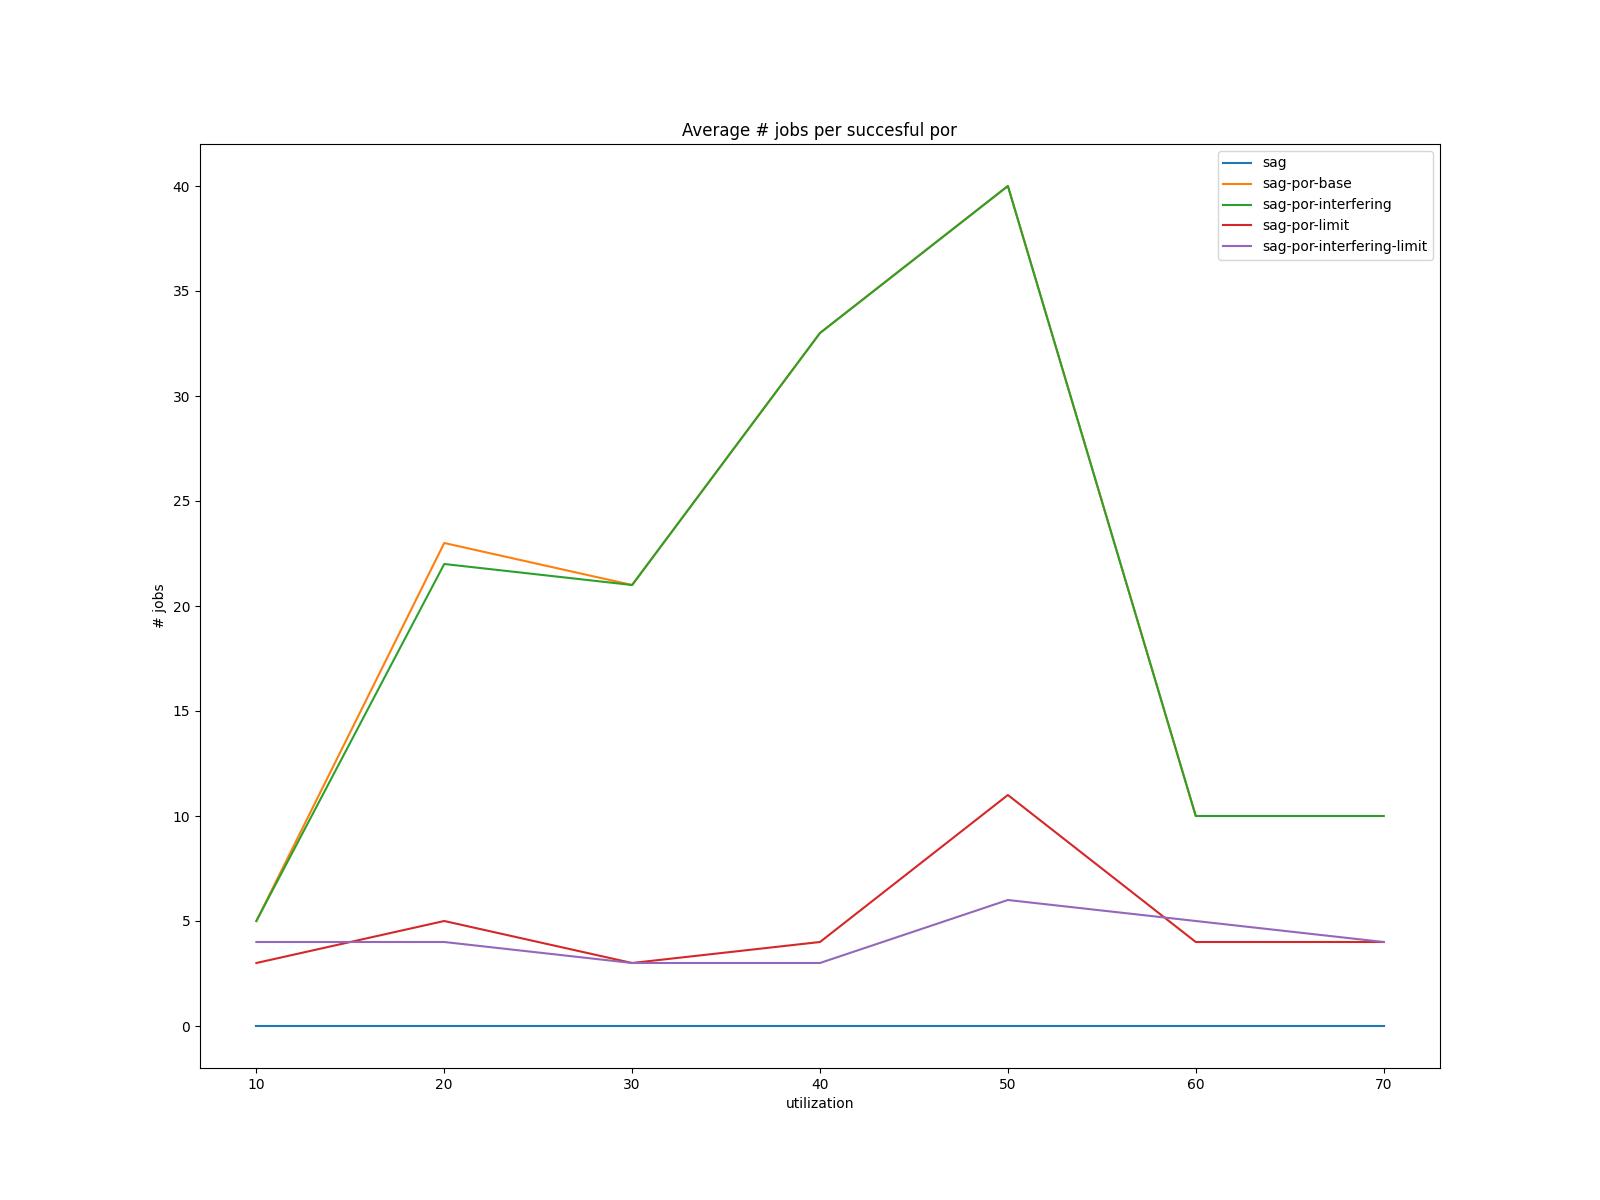 Average # jobs per succesful por
sag
sag-por-base
sag-por-interfering
sag-por-limit
sag-por-interfering-limit
40
35
30
25
20
15
10
5
0
# jobs
10 20 30 40 50 60 70
utilization